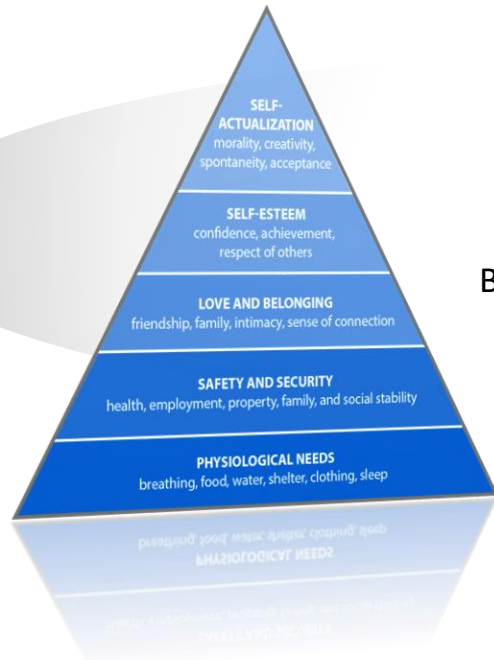 SELF-
ACTUALIZATION
morality, creativity,
spontaneity, acceptance
SELF-ESTEEM
confidence, achievement,
respect of others
LOVE AND BELONGING
friendship, family, intimacy, sense of connection
SAFETY AND SECURITY
health, employment, property, family, and social stability
PHYSIOLOGICAL NEEDS
breathing, food, water, shelter, clothing, sleep
B